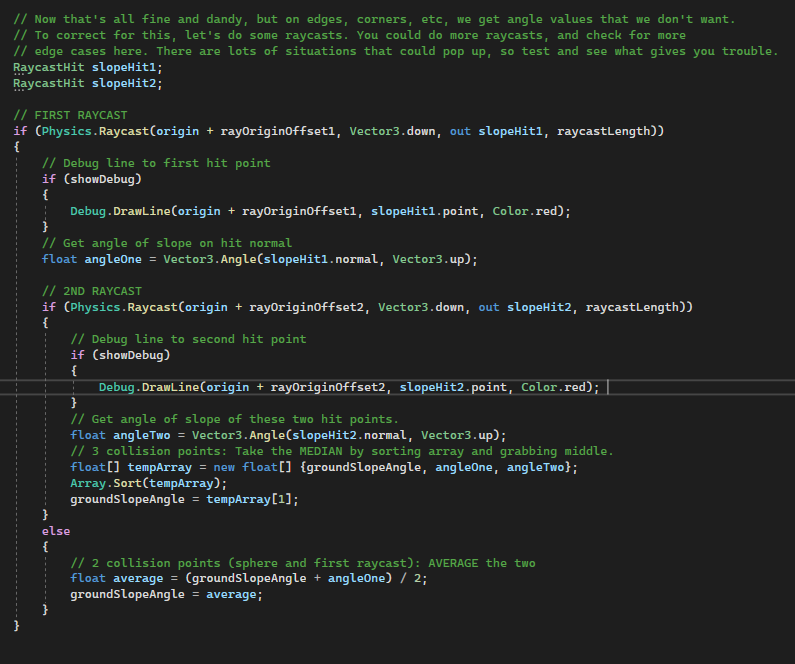 // Now that's all fine and dandy, but on edges, corners, etc, we get angle values that we don't want.
// To correct for this, let's do some raycasts. You could do more raycasts, and check for more
// edge cases here. There are lots of situations that could pop up, so test and see what gives you trouble.
RaycastHit slopeHit1;
RaycastHit slopeHit2;

// FIRST RAYCAST
if (Physics.Raycast(origin + rayOriginOffset1, Vector3.down, out slopeHit1, raycastLength))
{
    // Debug line to first hit point
    if (showDebug)
    {
        Debug.DrawLine(origin + rayOriginOffset1, slopeHit1.point, Color.red);
    }
    // Get angle of slope on hit normal
    float angleOne = Vector3.Angle(slopeHit1.normal, Vector3.up);

    // 2ND RAYCAST
    if (Physics.Raycast(origin + rayOriginOffset2, Vector3.down, out slopeHit2, raycastLength))
    {
        // Debug line to second hit point
        if (showDebug)
        {
            Debug.DrawLine(origin + rayOriginOffset2, slopeHit2.point, Color.red);
        }
        // Get angle of slope of these two hit points.
        float angleTwo = Vector3.Angle(slopeHit2.normal, Vector3.up);
        // 3 collision points: Take the MEDIAN by sorting array and grabbing middle.
        float[] tempArray = new float[] {groundSlopeAngle, angleOne, angleTwo};
        Array.Sort(tempArray);
        groundSlopeAngle = tempArray[1];
    }
    else
    {
        // 2 collision points (sphere and first raycast): AVERAGE the two
        float average = (groundSlopeAngle + angleOne) / 2;
        groundSlopeAngle = average;
    }
}